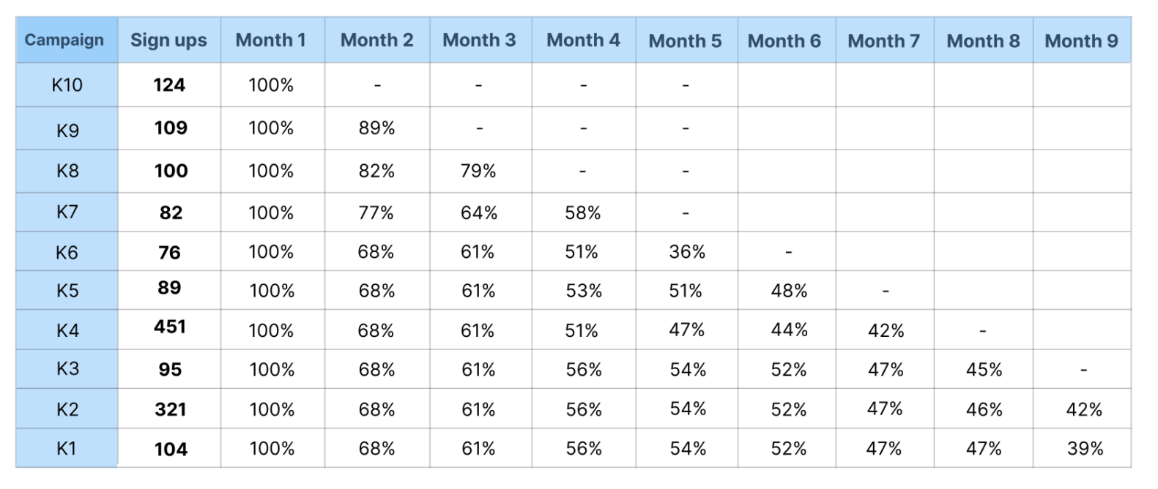 Campaign Sign ups Month 1 Month 2 Month 3 Month 4 Month 5 Month 6 Month 7 Month 8 Month 9
K10 124 100% - - - -
K9 109 100% 89% - - -
K8 100 100% 82% 79% - -
K7 82 100% 77% 64% 58% -
K6 76 100% 68% 61% 51% 36% -
K5 89 100% 68% 61% 53% 51% 48% -
K4 451 100% 68% 61% 51% 47% 44% 42% -
K3 95 100% 68% 61% 56% 54% 52% 47% 45% -
K2 321 100% 68% 61% 56% 54% 52% 47% 46% 42%
K1 104 100% 68% 61% 56% 54% 52% 47% 47% 39%